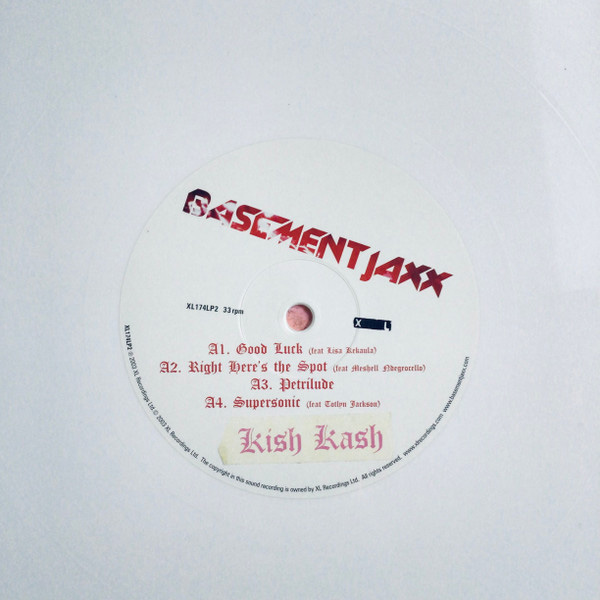 BASEMENT JAXX
XL174LP2 33rpm
X L
A1. Good Luck (feat Lisa Kekaula)
A2. Right Here's the Spot (feat Meshell Ndegeocello)
A3. Petrilude
A4. Supersonic (feat Totlyn Jackson)
Kish Kash
XL174LP2 ℗ 2003 XL Recordings Ltd © 2003 XL Recordings Ltd. The copyright in this sound recording is owned by XL Recordings Ltd. All rights reserved. www.xlrecordings.com www.basementjaxx.com